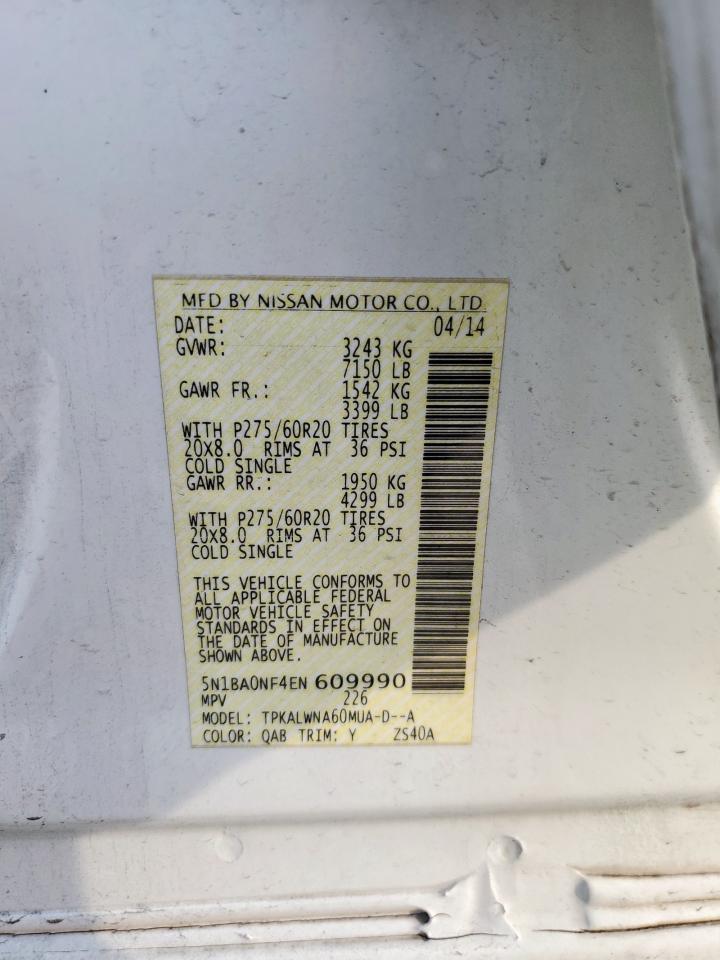 MFD BY NISSAN MOTOR CO., LTD.
DATE: 04/14
GVWR: 3243 KG
7150 LB
GAWR FR.: 1542 KG
3399 LB
WITH P275/60R20 TIRES
20X8.0 RIMS AT 36 PSI
COLD SINGLE
GAWR RR.: 1950 KG
4299 LB
WITH P275/60R20 TIRES
20X8.0 RIMS AT 36 PSI
COLD SINGLE
THIS VEHICLE CONFORMS TO
ALL APPLICABLE FEDERAL
MOTOR VEHICLE SAFETY
STANDARDS IN EFFECT ON
THE DATE OF MANUFACTURE
SHOWN ABOVE.
5N1BA0NF4EN 609990
MPV 226
MODEL: TPKALWNA60MUA-D--A
COLOR: QAB TRIM: Y ZS40A